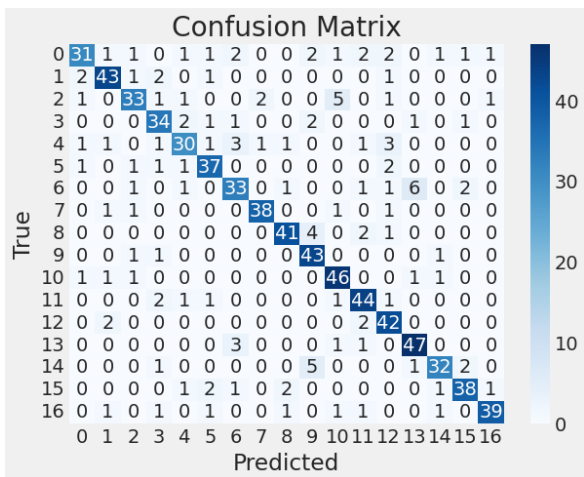 Confusion Matrix
0 31 1 1 0 1 1 2 0 0 2 1 2 2 0 1 1 1
1 2 43 1 2 0 1 0 0 0 0 0 0 1 0 0 0 0
2 1 0 33 1 1 0 0 2 0 0 5 0 1 0 0 0 1
3 0 0 0 34 2 1 1 0 0 2 0 0 0 1 0 1 0
4 1 1 0 1 30 1 3 1 1 0 0 1 3 0 0 0 0
5 1 0 1 1 1 37 0 0 0 0 0 0 2 0 0 0 0
6 0 0 1 0 1 0 33 0 1 0 0 1 1 6 0 2 0
7 0 1 1 0 0 0 0 38 0 0 1 0 1 0 0 0 0
8 0 0 0 0 0 0 0 0 41 4 0 2 1 0 0 0 0
9 0 0 1 1 0 0 0 0 0 43 0 0 0 0 1 0 0
10 1 1 1 0 0 0 0 0 0 0 46 0 0 1 1 0 0
11 0 0 0 2 1 1 0 0 0 0 1 44 1 0 0 0 0
12 0 2 0 0 0 0 0 0 0 0 0 2 42 0 0 0 0
13 0 0 0 0 0 0 3 0 0 0 1 1 0 47 0 0 0
14 0 0 0 1 0 0 0 0 0 5 0 0 0 1 32 2 0
15 0 0 0 0 1 2 1 0 2 0 0 0 0 0 1 38 1
16 0 1 0 1 0 1 0 0 1 0 1 1 0 0 1 0 39
0 1 2 3 4 5 6 7 8 9 10 11 12 13 14 15 16
True
Predicted
40
30
20
10
0